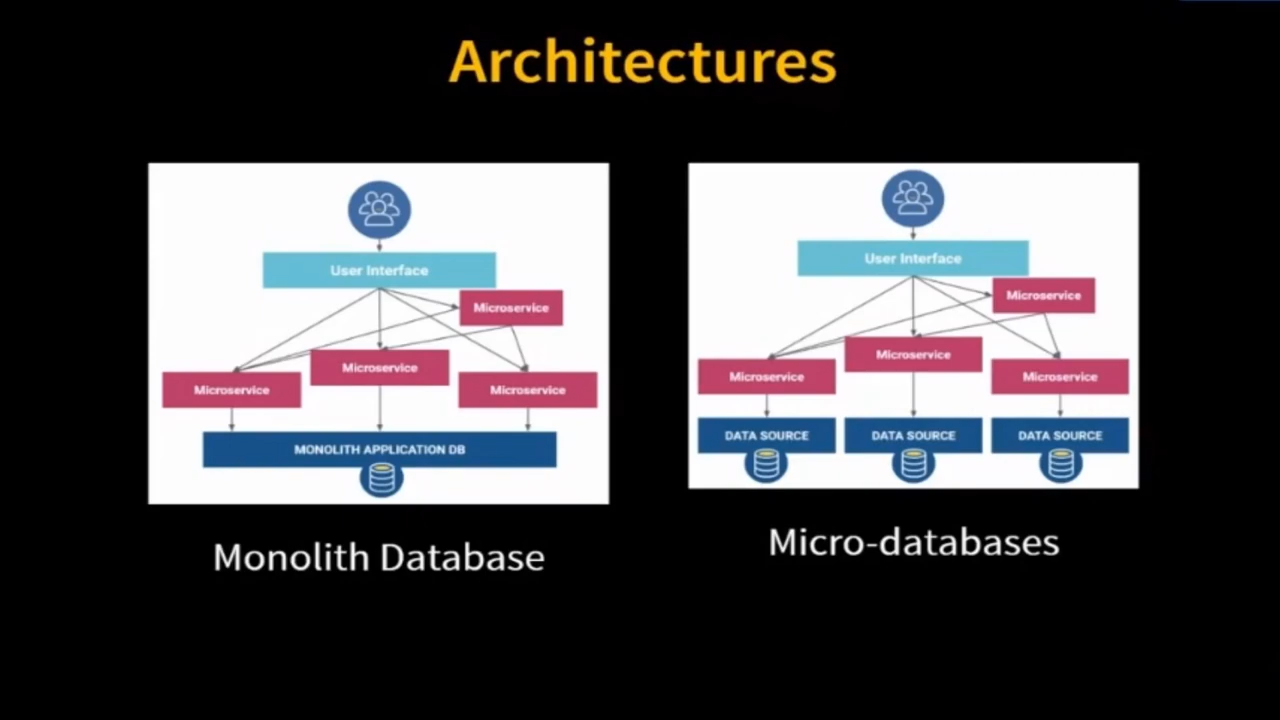 Architectures
User Interface
Microservice
Microservice
Microservice
Microservice
MONOLITH APPLICATION DB
Monolith Database
User Interface
Microservice
Microservice
Microservice
Microservice
DATA SOURCE
DATA SOURCE
DATA SOURCE
Micro-databases